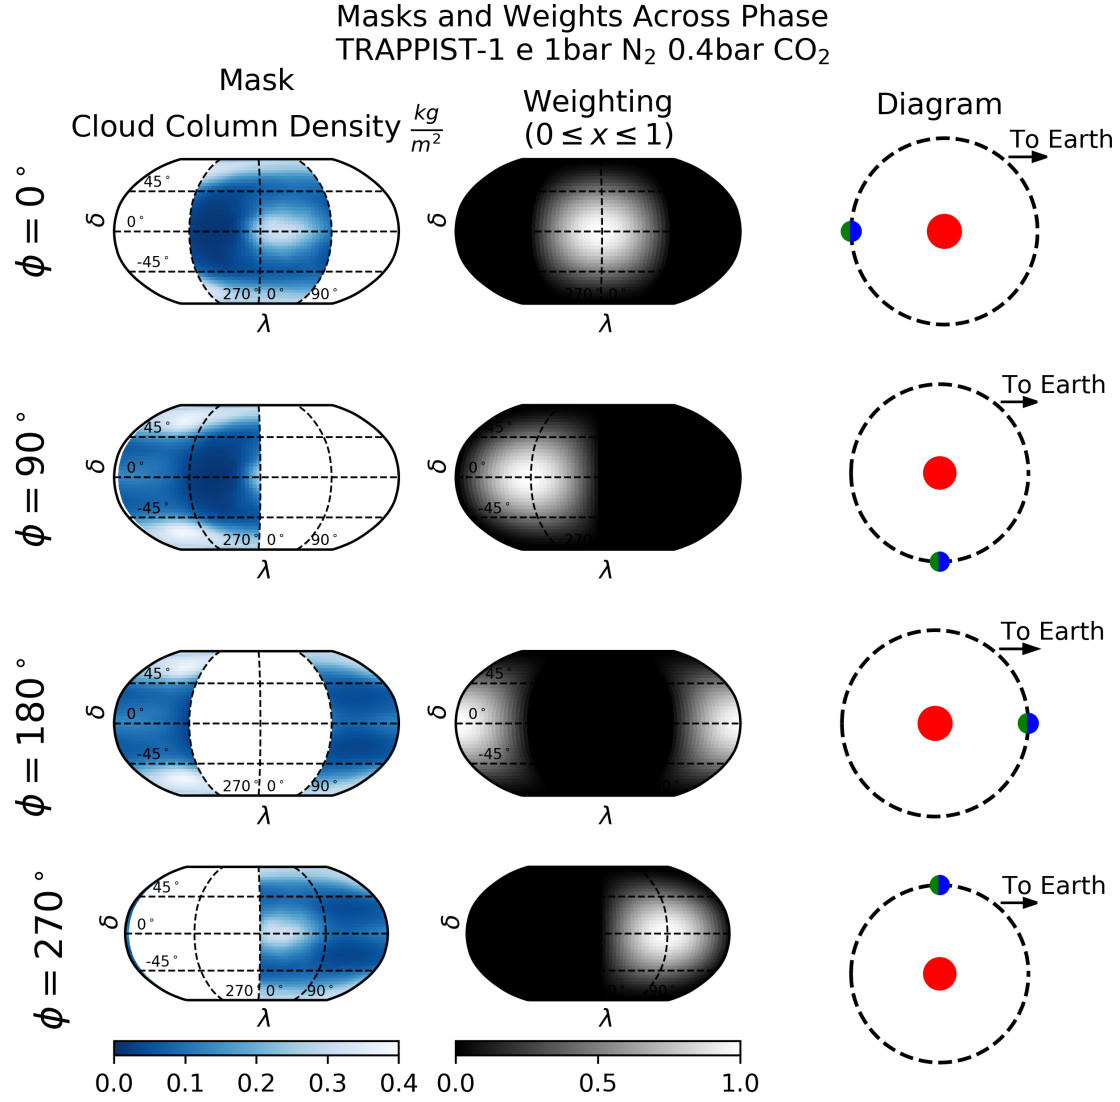 Masks and Weights Across Phase
TRAPPIST-1 e 1bar N₂ 0.4bar CO₂
Mask
Cloud Column Density kg/m²
Weighting
(0 ≤ x ≤ 1)
Diagram
ϕ = 0°
δ
45°
0°
-45°
270° 0° 90°
λ
δ
270° 0°
λ
To Earth
ϕ = 90°
δ
45°
0°
-45°
270° 0° 90°
λ
δ
45°
0°
-45°
270
λ
To Earth
ϕ = 180°
δ
45°
0°
-45°
270° 0° 90°
λ
δ
45°
0°
-45°
λ
To Earth
ϕ = 270°
δ
45°
0°
-45°
270° 0° 90°
λ
δ
0° 90°
λ
To Earth
0.0 0.1 0.2 0.3 0.4
0.0 0.5 1.0